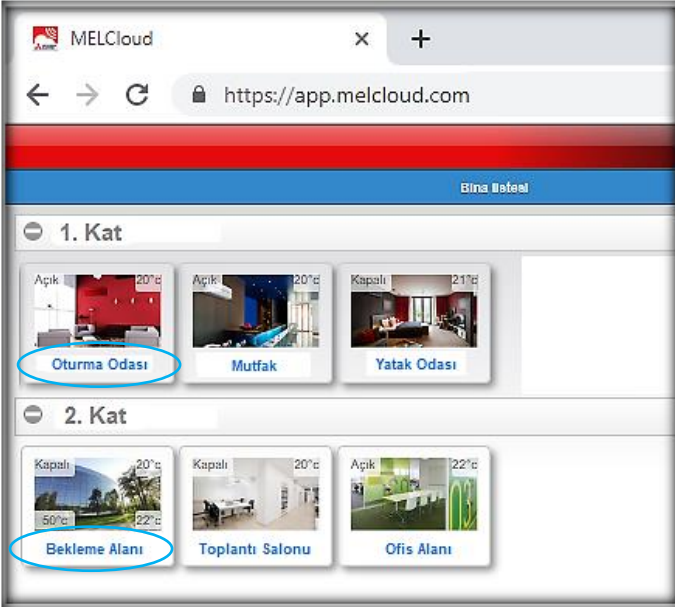 MELCloud
https://app.melcloud.com
Bina listesi
1. Kat
Açık 20°c Açık 20°c Kapalı 21°c
Oturma Odası Mutfak Yatak Odası
2. Kat
Kapalı 20°c Kapalı 20°c Açık 22°c
50°c 22°c
Bekleme Alanı Toplantı Salonu Ofis Alanı